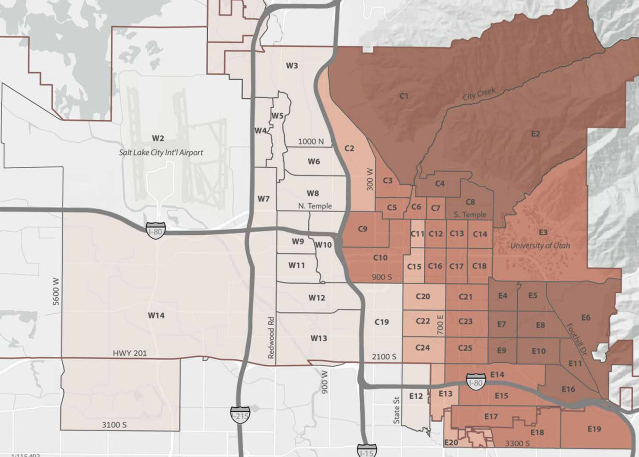 W3
C1
City Creek
E2
W5
W4
W2
Salt Lake City Int'l Airport
1000 N
C2
W6
300 W
C3
C4
W8
W7
N. Temple
C5
C6
C7
C8
S. Temple
I-80
C9
C11
C12
C13
C14
E3
University of Utah
W9
W10
C10
W11
C15
C16
C17
C18
900 S
5600 W
W12
C20
C21
E4
E5
E6
W14
C19
C22
700 E
C23
E7
E8
Foothill Dr
Redwood Rd
W13
C24
C25
E9
E10
E11
HWY 201
2100 S
E14
900 W
I-80
E16
State St
E12
E13
E15
I-215
E17
3100 S
E18
E19
E20
3300 S
I-15